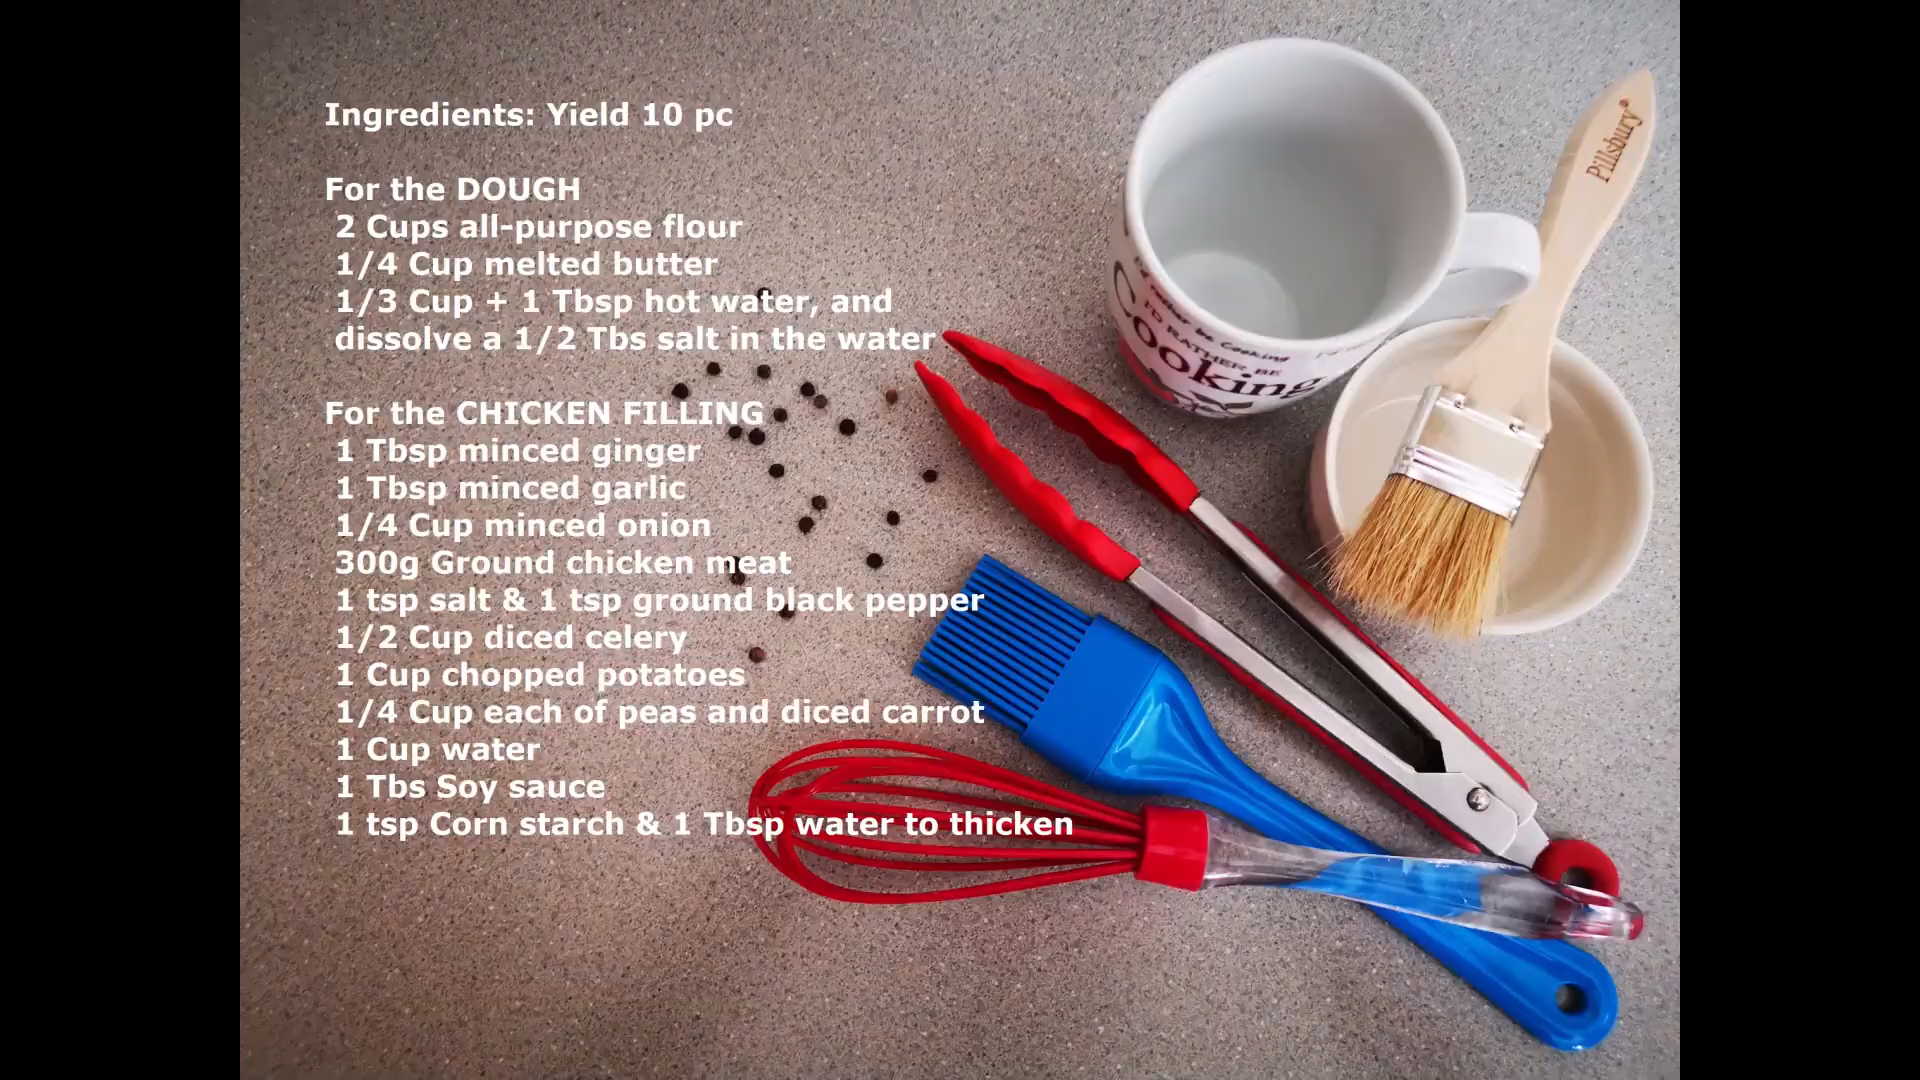 Ingredients: Yield 10 pc
For the DOUGH
2 Cups all-purpose flour
1/4 Cup melted butter
1/3 Cup + 1 Tbsp hot water, and
dissolve a 1/2 Tbs salt in the water
For the CHICKEN FILLING
1 Tbsp minced ginger
1 Tbsp minced garlic
1/4 Cup minced onion
300g Ground chicken meat
1 tsp salt & 1 tsp ground black pepper
1/2 Cup diced celery
1 Cup chopped potatoes
1/4 Cup each of peas and diced carrot
1 Cup water
1 Tbs Soy sauce
1 tsp Corn starch & 1 Tbsp water to thicken
Pillsbury®
rather be Cooking
I'D RATHER BE
Cooking